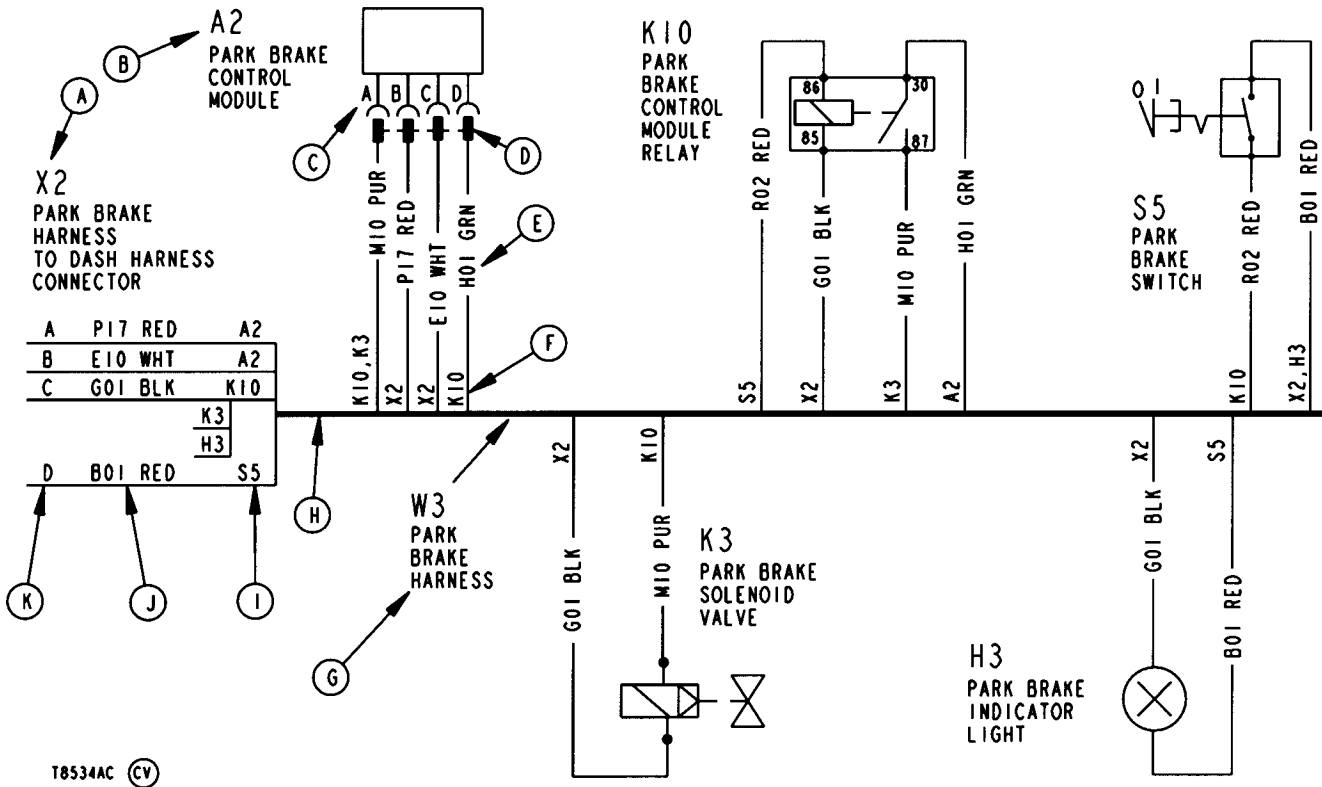 A2
PARK BRAKE
CONTROL
MODULE
B
A
X2
PARK BRAKE
HARNESS
TO DASH HARNESS
CONNECTOR
A B C D
C
D
M10 PUR
P17 RED
E10 WHT
H01 GRN
E
K10,K3
X2
X2
K10
F
K10
PARK
BRAKE
CONTROL
MODULE
RELAY
86
30
85
87
R02 RED
G01 BLK
M10 PUR
H01 GRN
S5
X2
K3
A2
0 1
S5
PARK
BRAKE
SWITCH
R02 RED
B01 RED
K10
X2,H3
A P17 RED A2
B E10 WHT A2
C G01 BLK K10
K3
H3
D B01 RED S5
K
J
I
H
W3
PARK
BRAKE
HARNESS
G
X2
K10
G01 BLK
M10 PUR
K3
PARK BRAKE
SOLENOID
VALVE
X2
S5
G01 BLK
B01 RED
H3
PARK BRAKE
INDICATOR
LIGHT
T8534AC CV